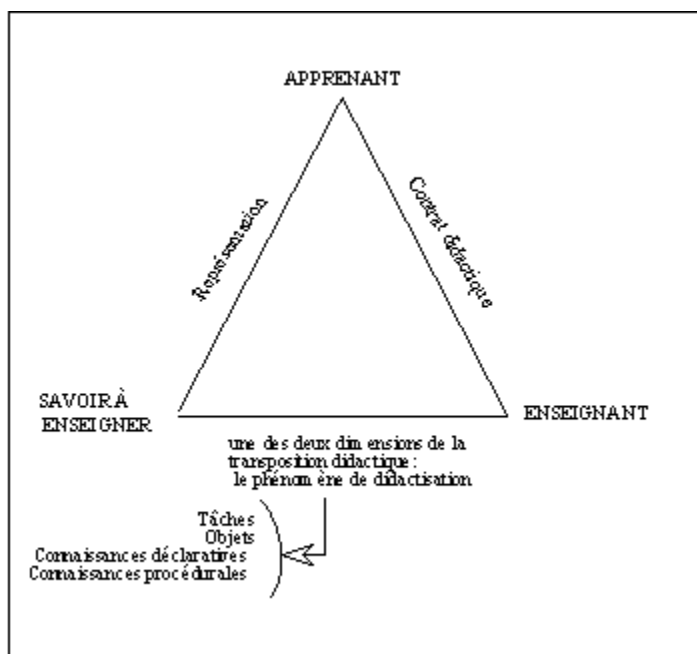 APPRENANT
Représentation
Contrat didactique
SAVOIR À
ENSEIGNER
ENSEIGNANT
une des deux dimensions de la
transposition didactique :
le phénomène de didactisation
Tâches
Objets
Connaissances déclaratives
Connaissances procédurales